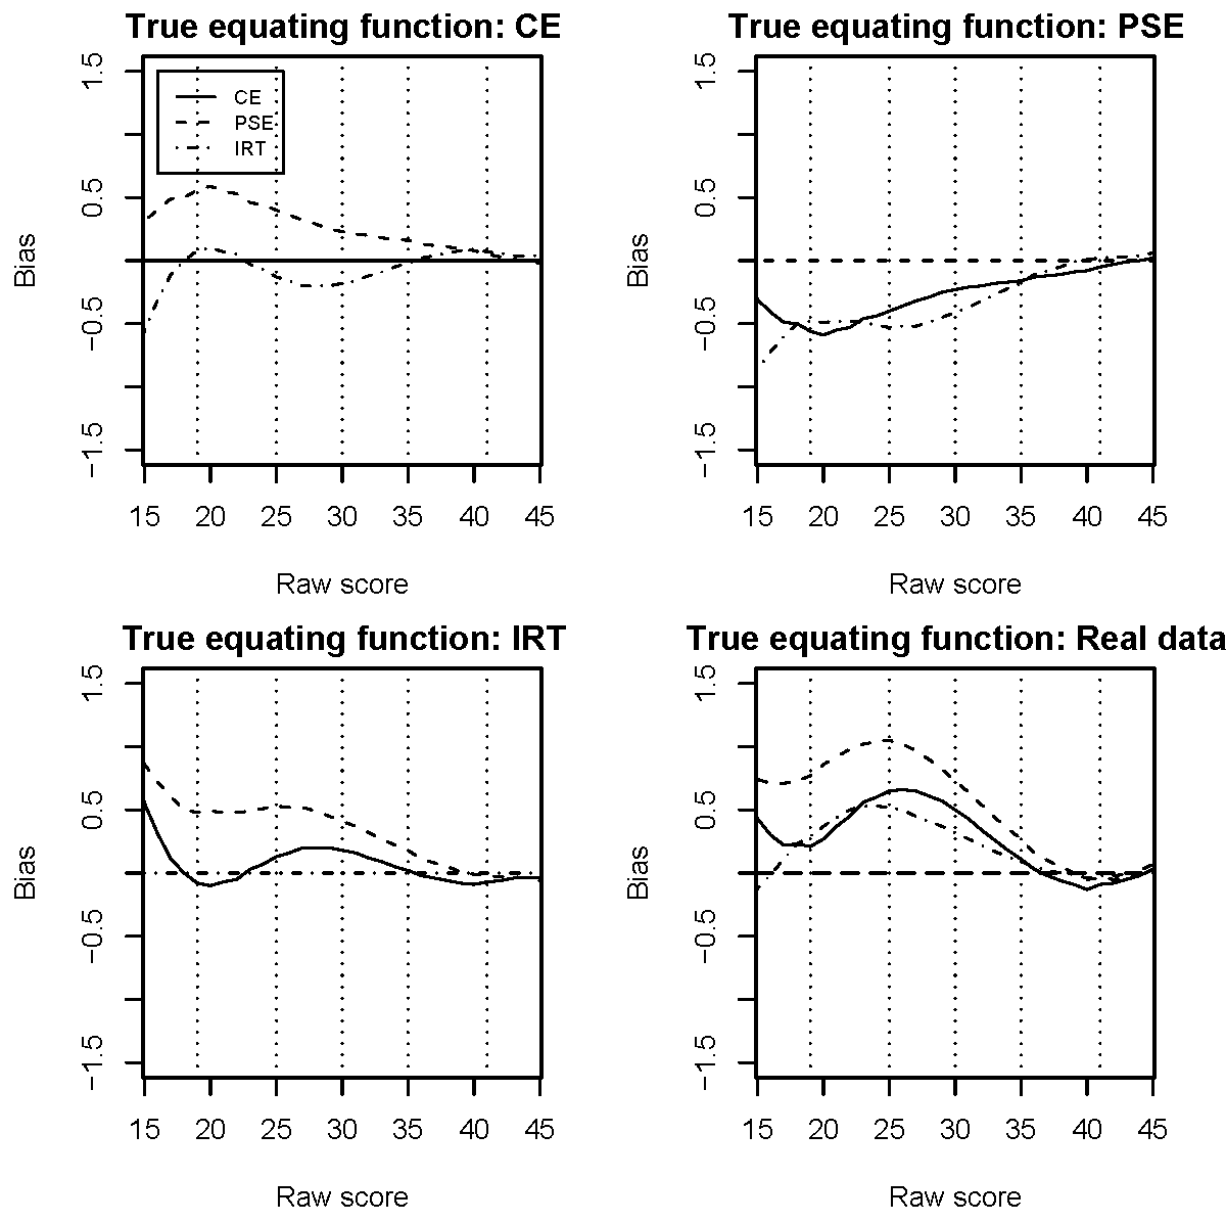 True equating function: CE
True equating function: PSE
1.5
0.5
−0.5
−1.5
Bias
CE
PSE
IRT
15 20 25 30 35 40 45
Raw score
1.5
0.5
−0.5
−1.5
Bias
15 20 25 30 35 40 45
Raw score
True equating function: IRT
True equating function: Real data
1.5
0.5
−0.5
−1.5
Bias
15 20 25 30 35 40 45
Raw score
1.5
0.5
−0.5
−1.5
Bias
15 20 25 30 35 40 45
Raw score